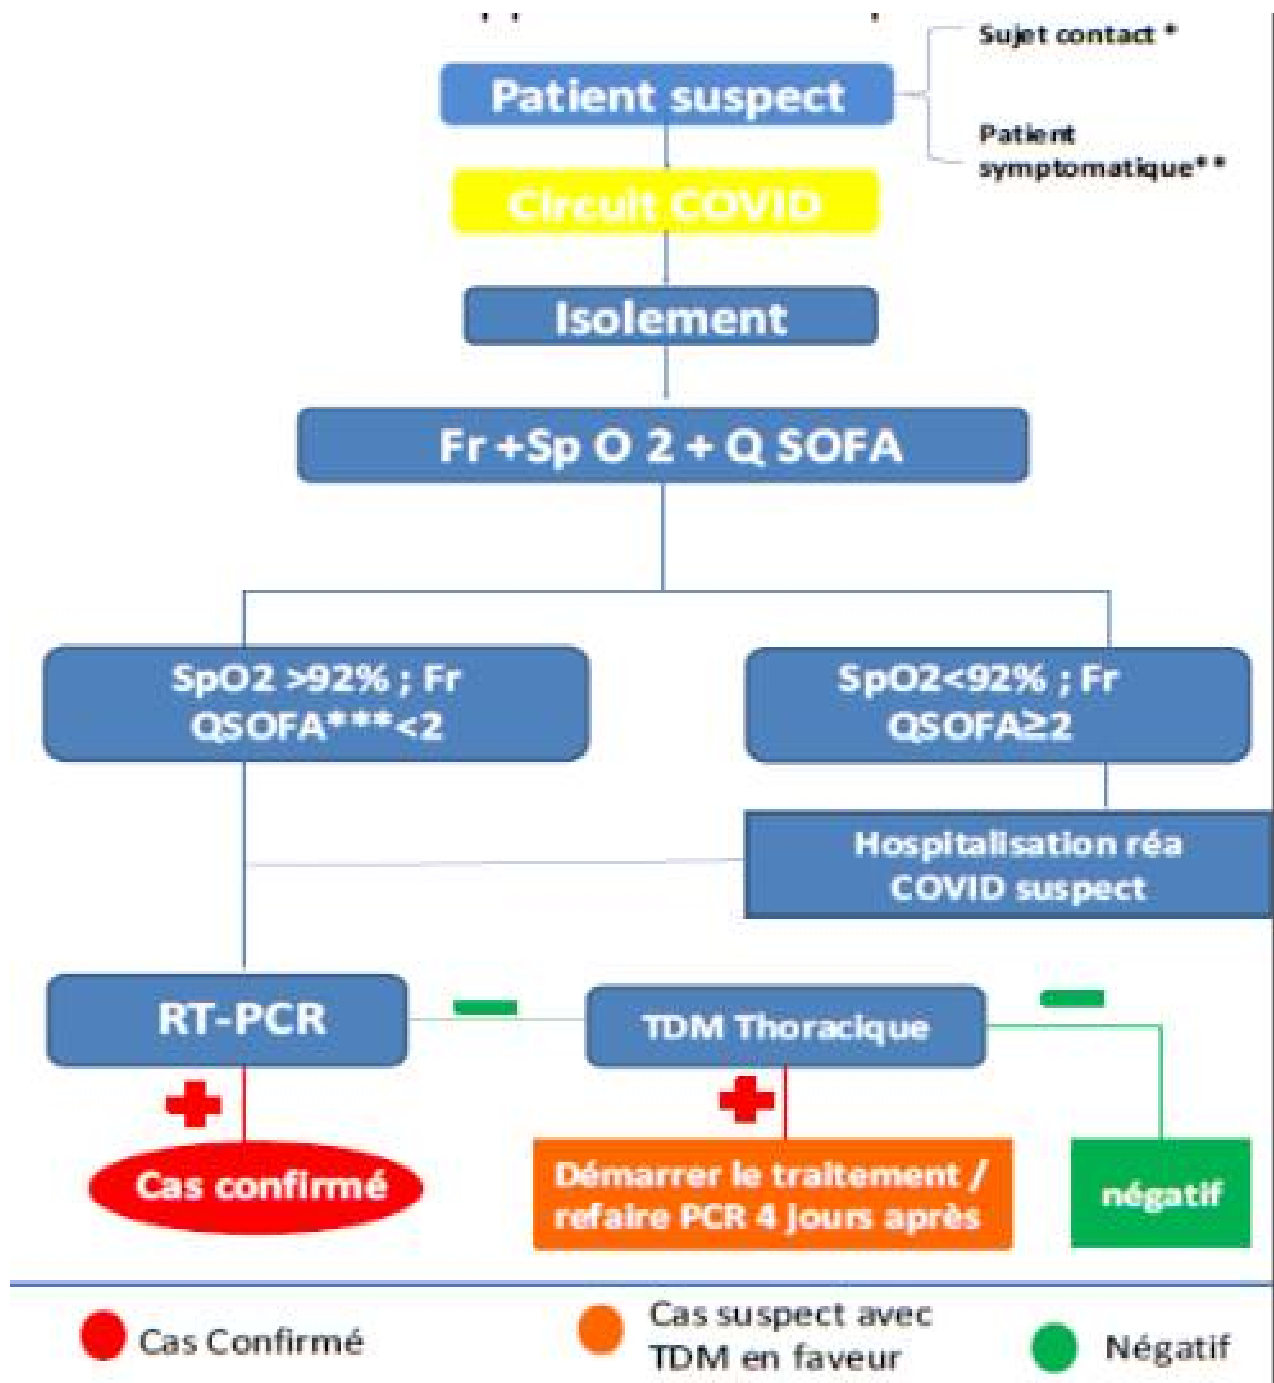 Sujet contact *
Patient suspect
Patient
symptomatique**
Circuit COVID
Isolement
Fr +Sp O 2 + Q SOFA
SpO2 >92% ; Fr
QSOFA***<2
SpO2<92% ; Fr
QSOFA≥2
Hospitalisation réa
COVID suspect
RT-PCR
TDM Thoracique
Cas confirmé
Démarrer le traitement /
refaire PCR 4 jours après
négatif
Cas Confirmé
Cas suspect avec
TDM en faveur
Négatif